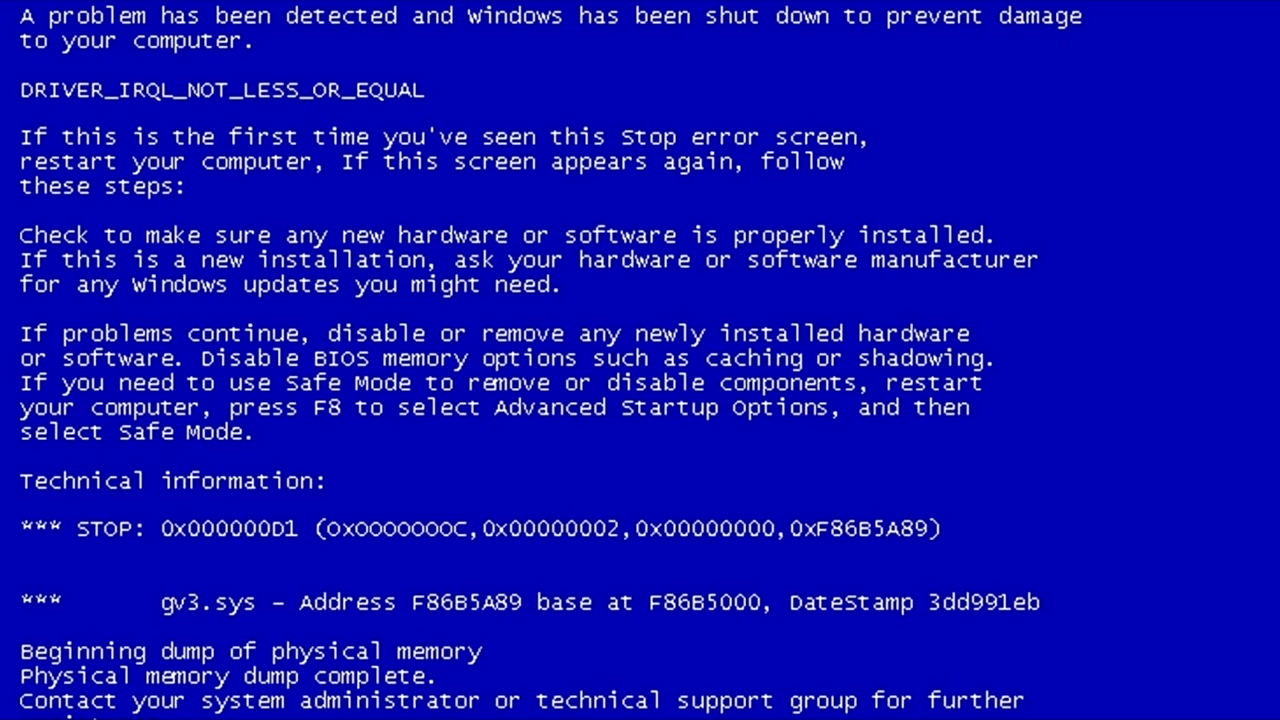 A problem has been detected and Windows has been shut down to prevent damage
to your computer.
DRIVER_IRQL_NOT_LESS_OR_EQUAL
If this is the first time you've seen this Stop error screen,
restart your computer, If this screen appears again, follow
these steps:
Check to make sure any new hardware or software is properly installed.
If this is a new installation, ask your hardware or software manufacturer
for any Windows updates you might need.
If problems continue, disable or remove any newly installed hardware
or software. Disable BIOS memory options such as caching or shadowing.
If you need to use Safe Mode to remove or disable components, restart
your computer, press F8 to select Advanced Startup Options, and then
select Safe Mode.
Technical information:
*** STOP: 0x000000D1 (0x0000000C,0x00000002,0x00000000,0xF86B5A89)
*** gv3.sys – Address F86B5A89 base at F86B5000, DateStamp 3dd991eb
Beginning dump of physical memory
Physical memory dump complete.
Contact your system administrator or technical support group for further